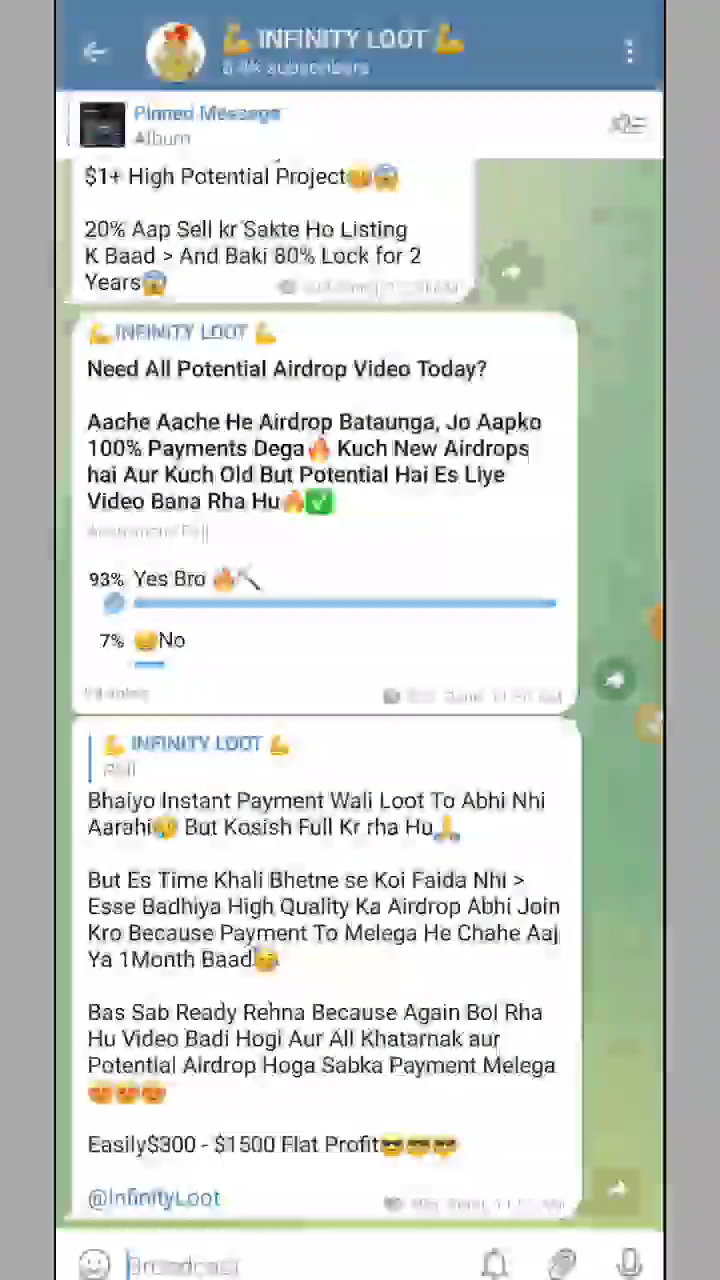 💪 INFINITY LOOT 💪
subscribers
Pinned Message
Album
$1+ High Potential Project😳😱
20% Aap Sell kr Sakte Ho Listing
K Baad > And Baki 80% Lock for 2
Years😱
💪 INFINITY LOOT 💪
Need All Potential Airdrop Video Today?
Aache Aache He Airdrop Bataunga, Jo Aapko
100% Payments Dega🔥 Kuch New Airdrops
hai Aur Kuch Old But Potential Hai Es Liye
Video Bana Rha Hu🔥✅
Anonymous Poll
93% Yes Bro 🔥⛏
7% No
💪 INFINITY LOOT 💪
Poll
Bhaiyo Instant Payment Wali Loot To Abhi Nhi
Aarahi But Kosish Full Kr rha Hu🙏
But Es Time Khali Bhetne se Koi Faida Nhi >
Esse Badhiya High Quality Ka Airdrop Abhi Join
Kro Because Payment To Melega He Chahe Aaj
Ya 1Month Baad
Bas Sab Ready Rehna Because Again Bol Rha
Hu Video Badi Hogi Aur All Khatarnak aur
Potential Airdrop Hoga Sabka Payment Melega
Easily$300 - $1500 Flat Profit😎😎😎
@InfinityLoot
Broadcast